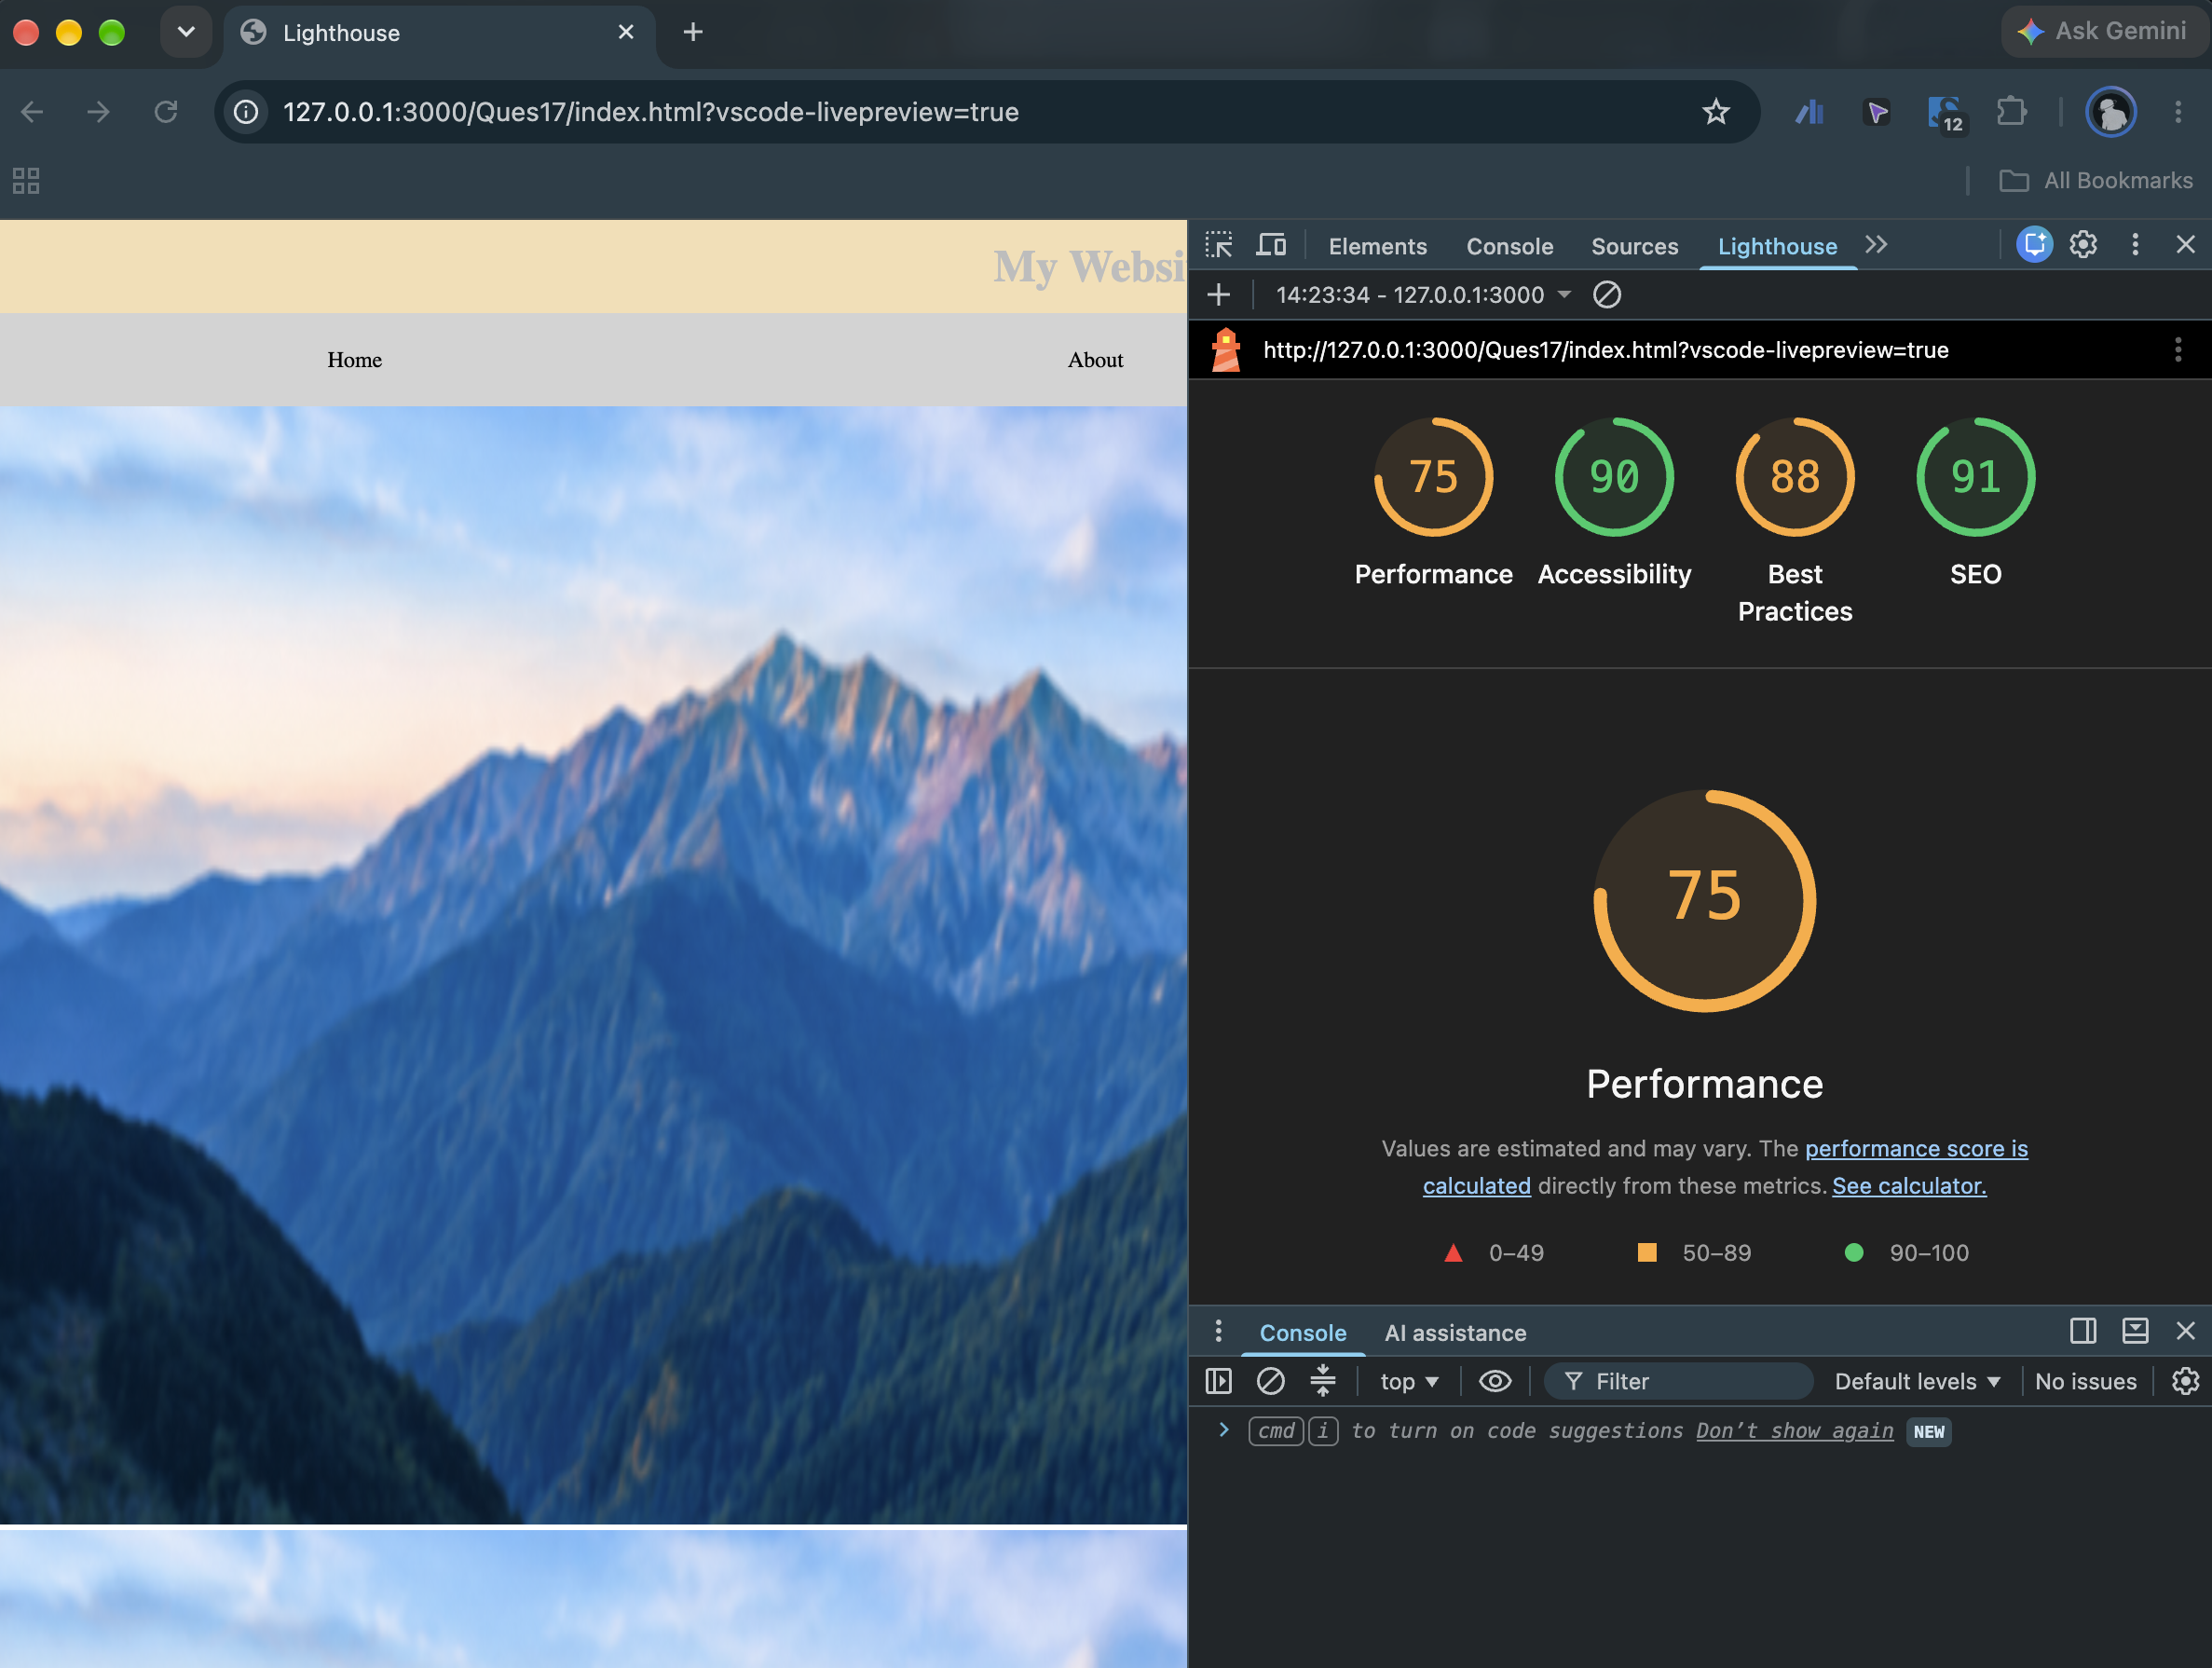 Lighthouse
Ask Gemini
127.0.0.1:3000/Ques17/index.html?vscode-livepreview=true
12
All Bookmarks
My Websi
Home
About
Elements
Console
Sources
Lighthouse
14:23:34 - 127.0.0.1:3000
http://127.0.0.1:3000/Ques17/index.html?vscode-livepreview=true
75
90
88
91
Performance
Accessibility
Best
Practices
SEO
75
Performance
Values are estimated and may vary. The performance score is
calculated directly from these metrics. See calculator.
0–49
50–89
90–100
Console
AI assistance
top
Filter
Default levels
No issues
cmd i to turn on code suggestions Don’t show again NEW